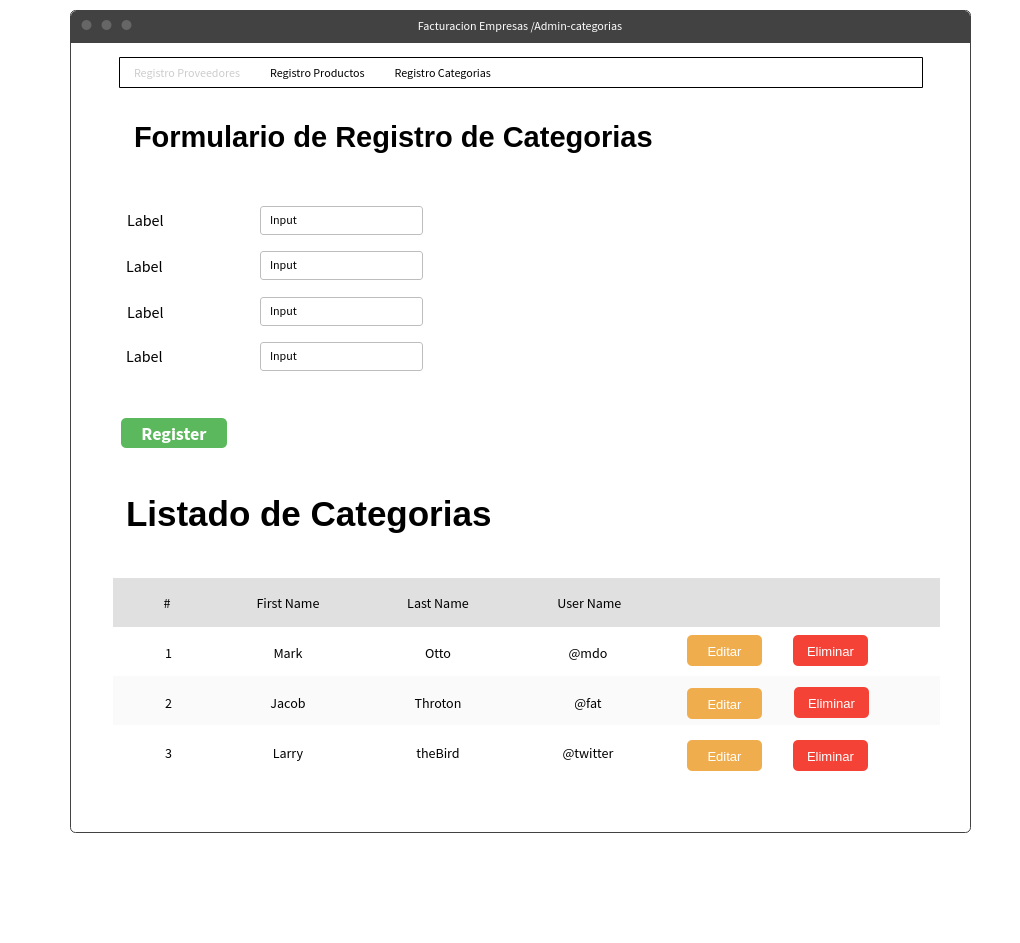 Facturacion Empresas /Admin-categorias
Registro Proveedores Registro Productos Registro Categorias
Formulario de Registro de Categorias
Label Input
Label Input
Label Input
Label Input
Register
Listado de Categorias
# First Name Last Name User Name
1 Mark Otto @mdo Editar Eliminar
2 Jacob Throton @fat Editar Eliminar
3 Larry theBird @twitter Editar Eliminar